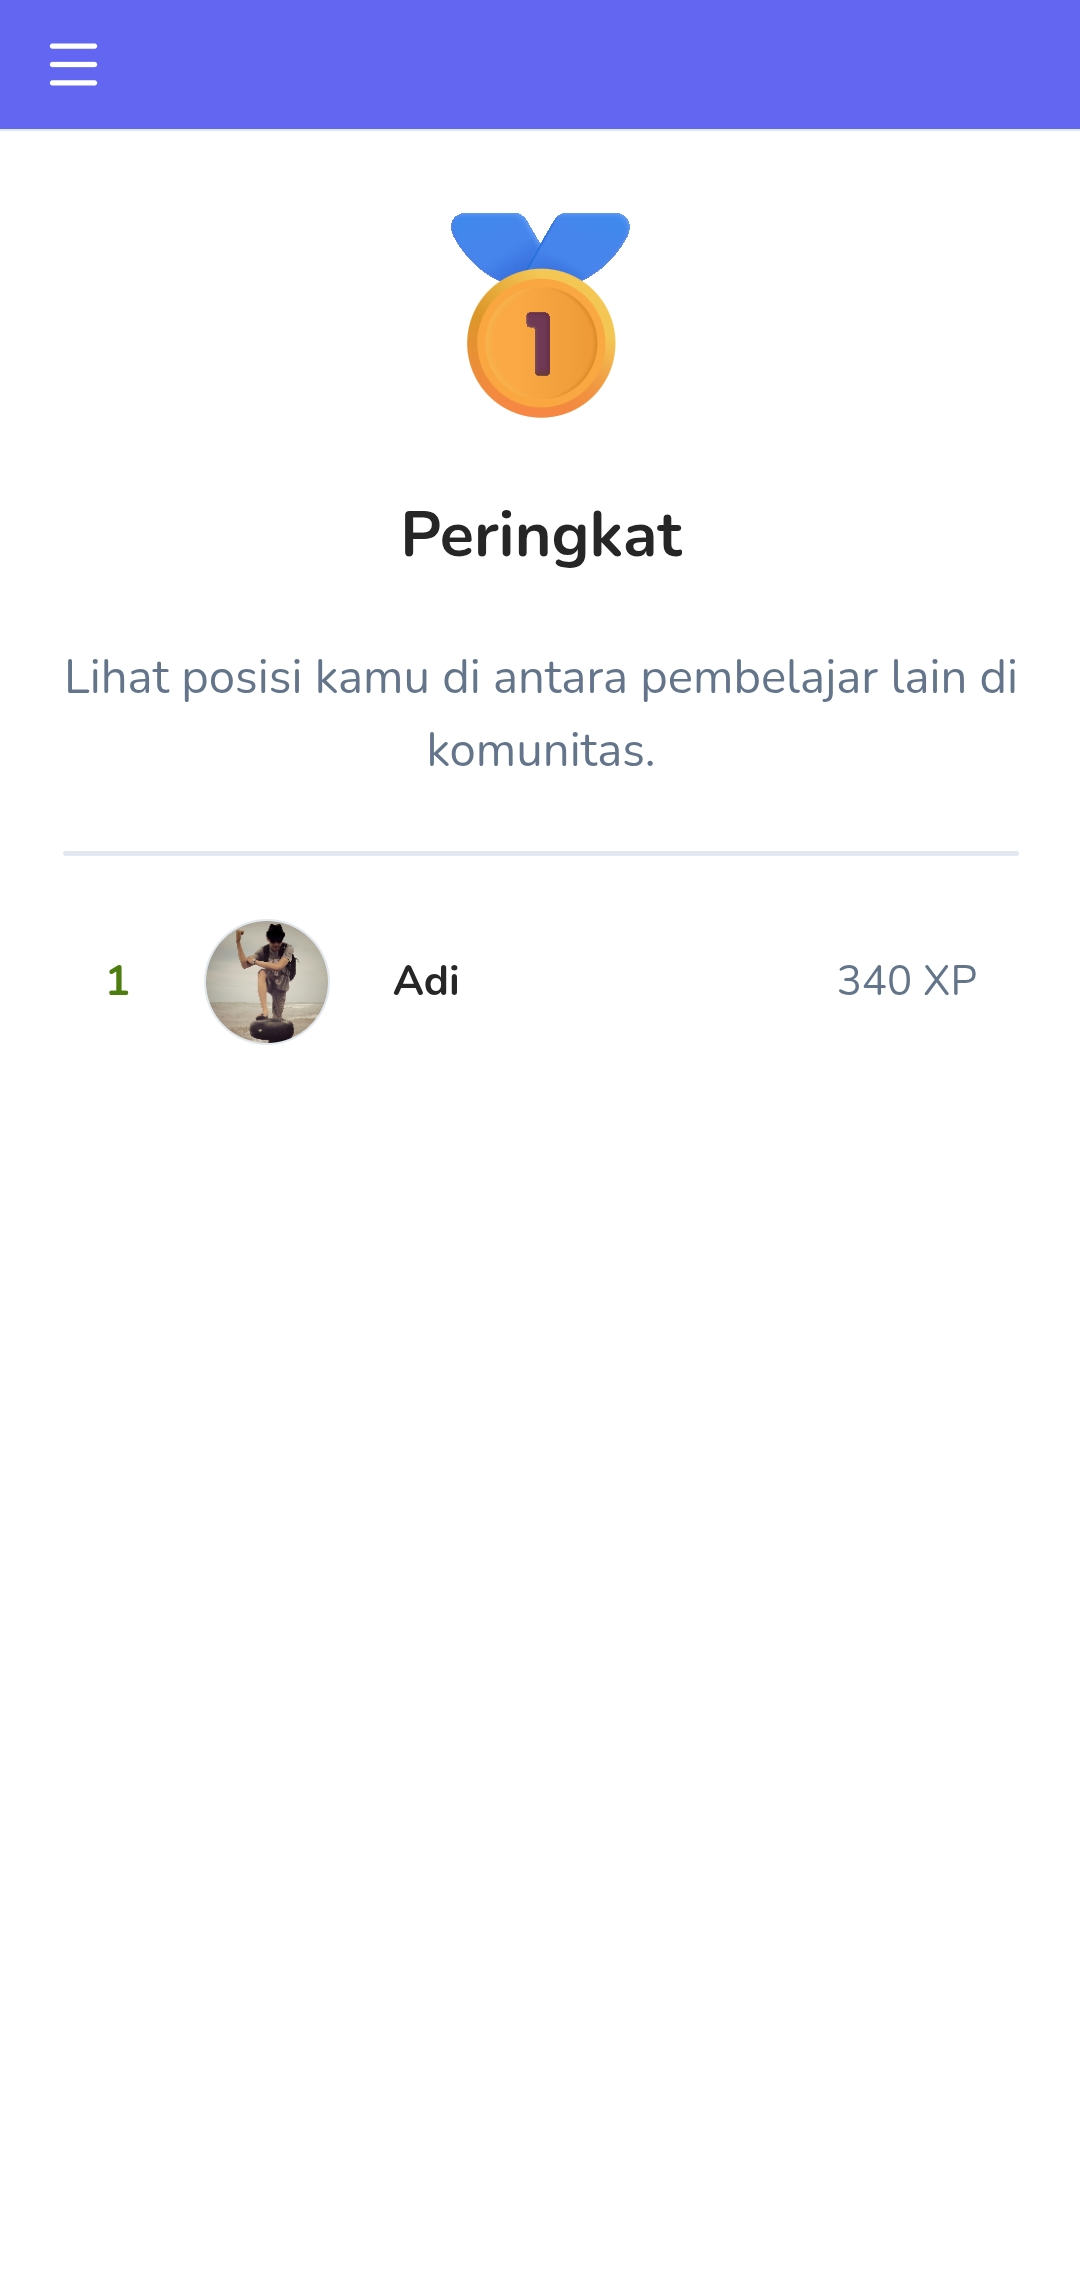 1
Peringkat
Lihat posisi kamu di antara pembelajar lain di
komunitas.
1 Adi 340 XP